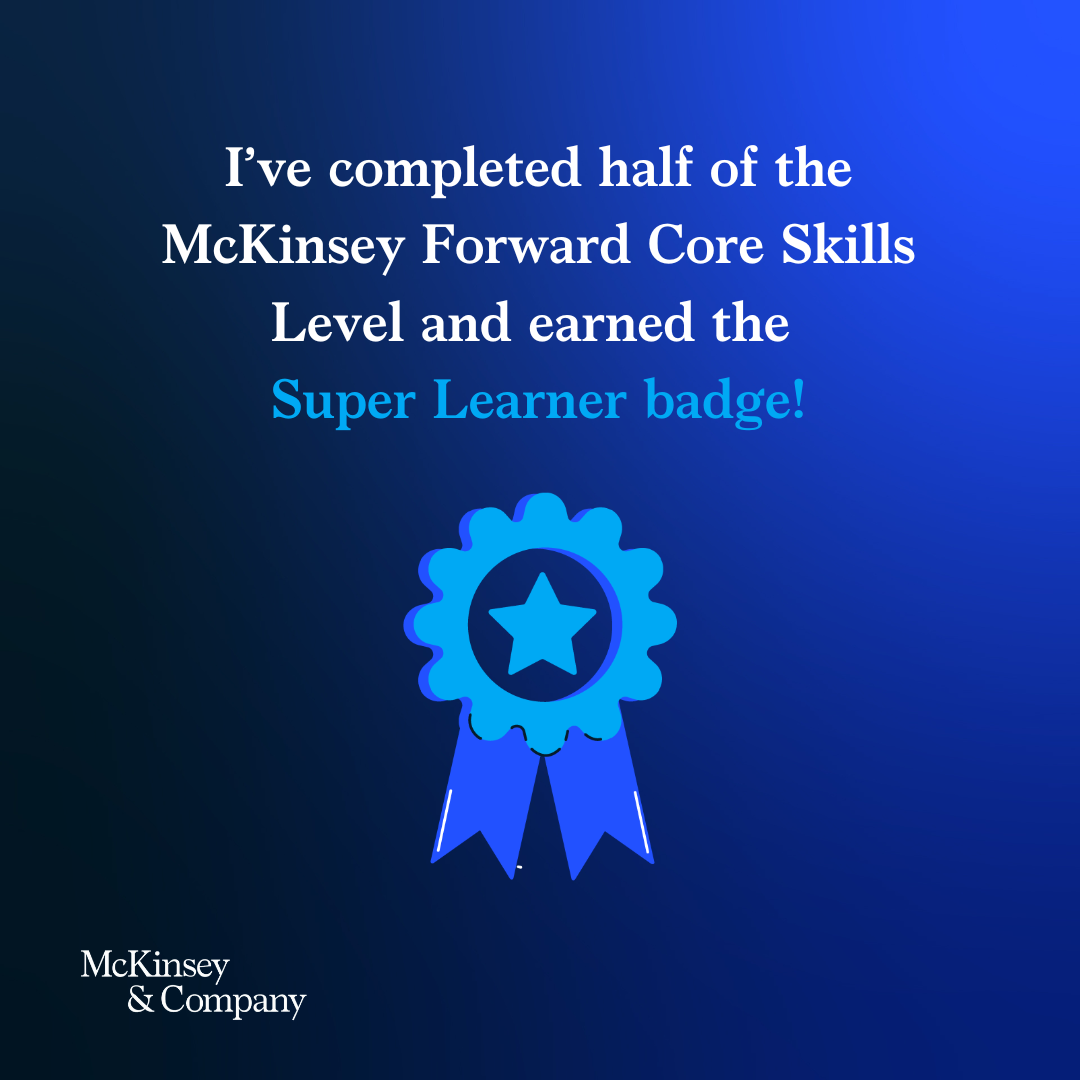 I’ve completed half of the
McKinsey Forward Core Skills
Level and earned the
Super Learner badge!
McKinsey
& Company